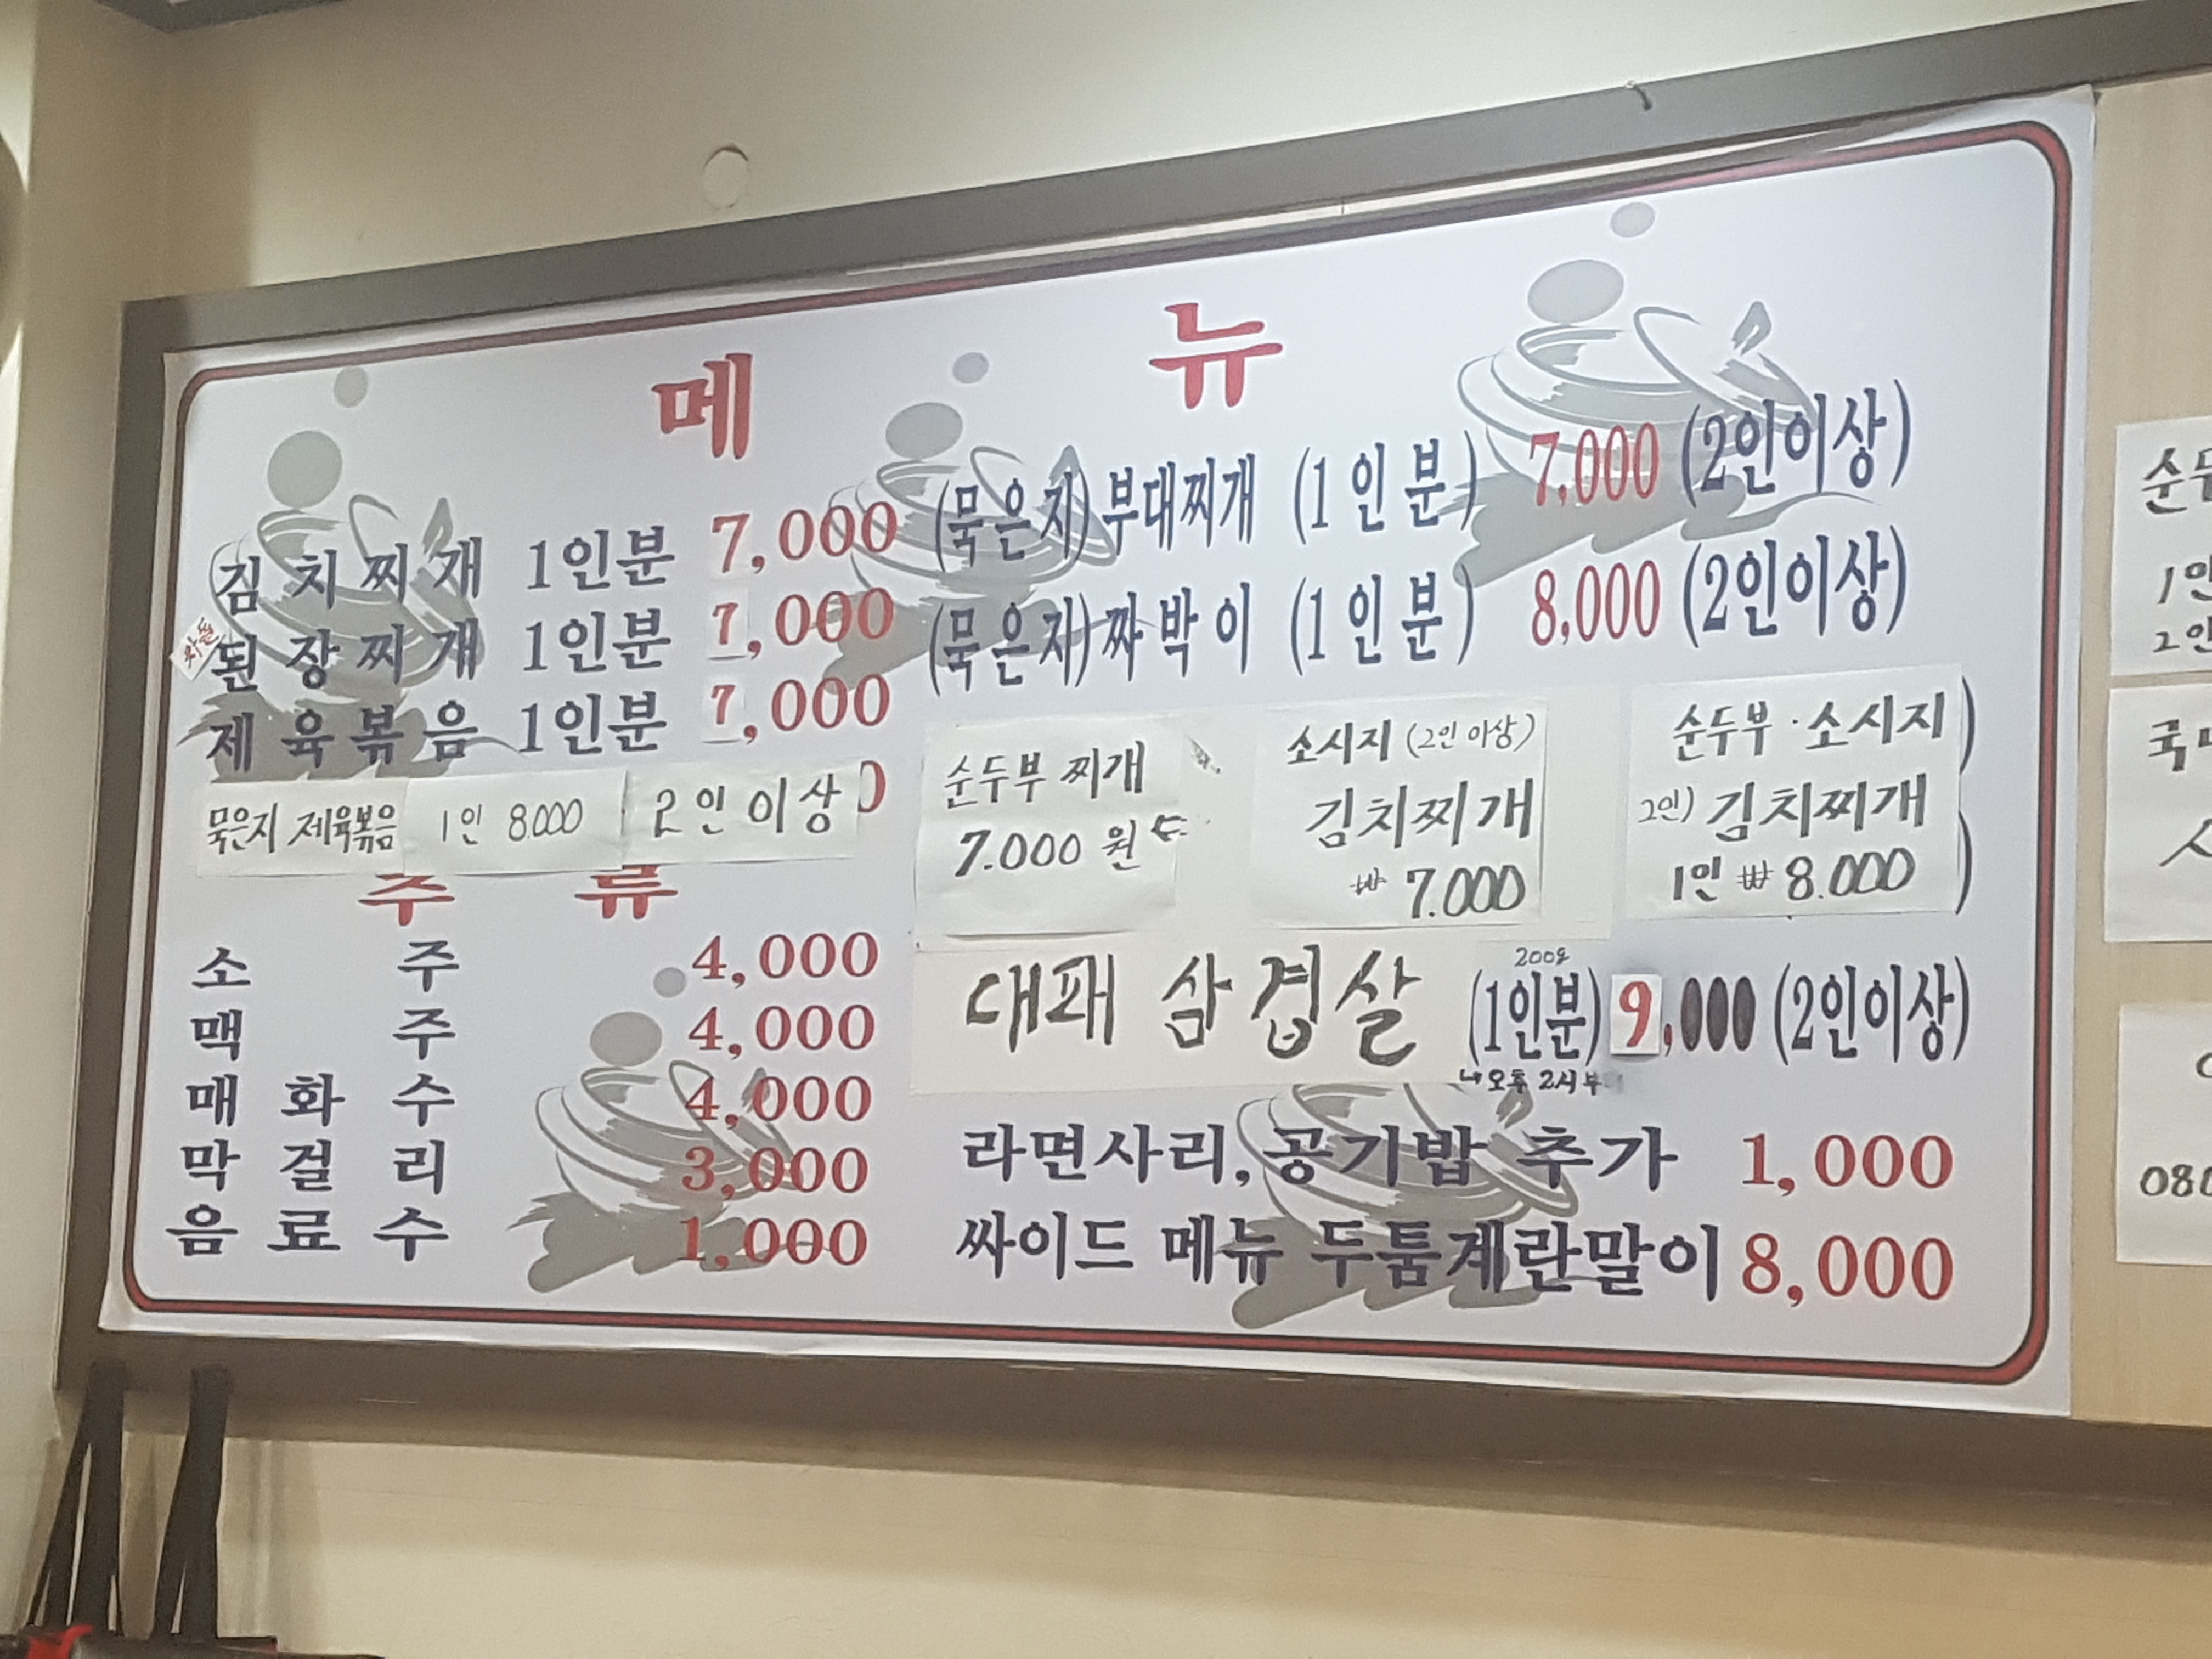 메 뉴
김치찌개 1인분 7,000
차돌
된장찌개 1인분 7,000
제육볶음 1인분 7,000
묵은지 제육볶음 1인 8.000 2인이상
주 류
소 주 4,000
맥 주 4,000
매 화 수 4,000
막 걸 리 3,000
음 료 수 1,000
(묵은지)부대찌개 (1인분) 7,000 (2인이상)
(묵은지)짜박이 (1인분) 8,000 (2인이상)
순두부 찌개
7.000 원
소시지 (2인 이상)
김치찌개
₩ 7.000
순두부·소시지
2인) 김치찌개
1인 ₩ 8.000
대패 삼겹살 (1인분) 9,000 (2인이상)
200g
↳오후 2시부
라면사리,공기밥 추가 1,000
싸이드 메뉴 두툼계란말이 8,000
1인
2인
080